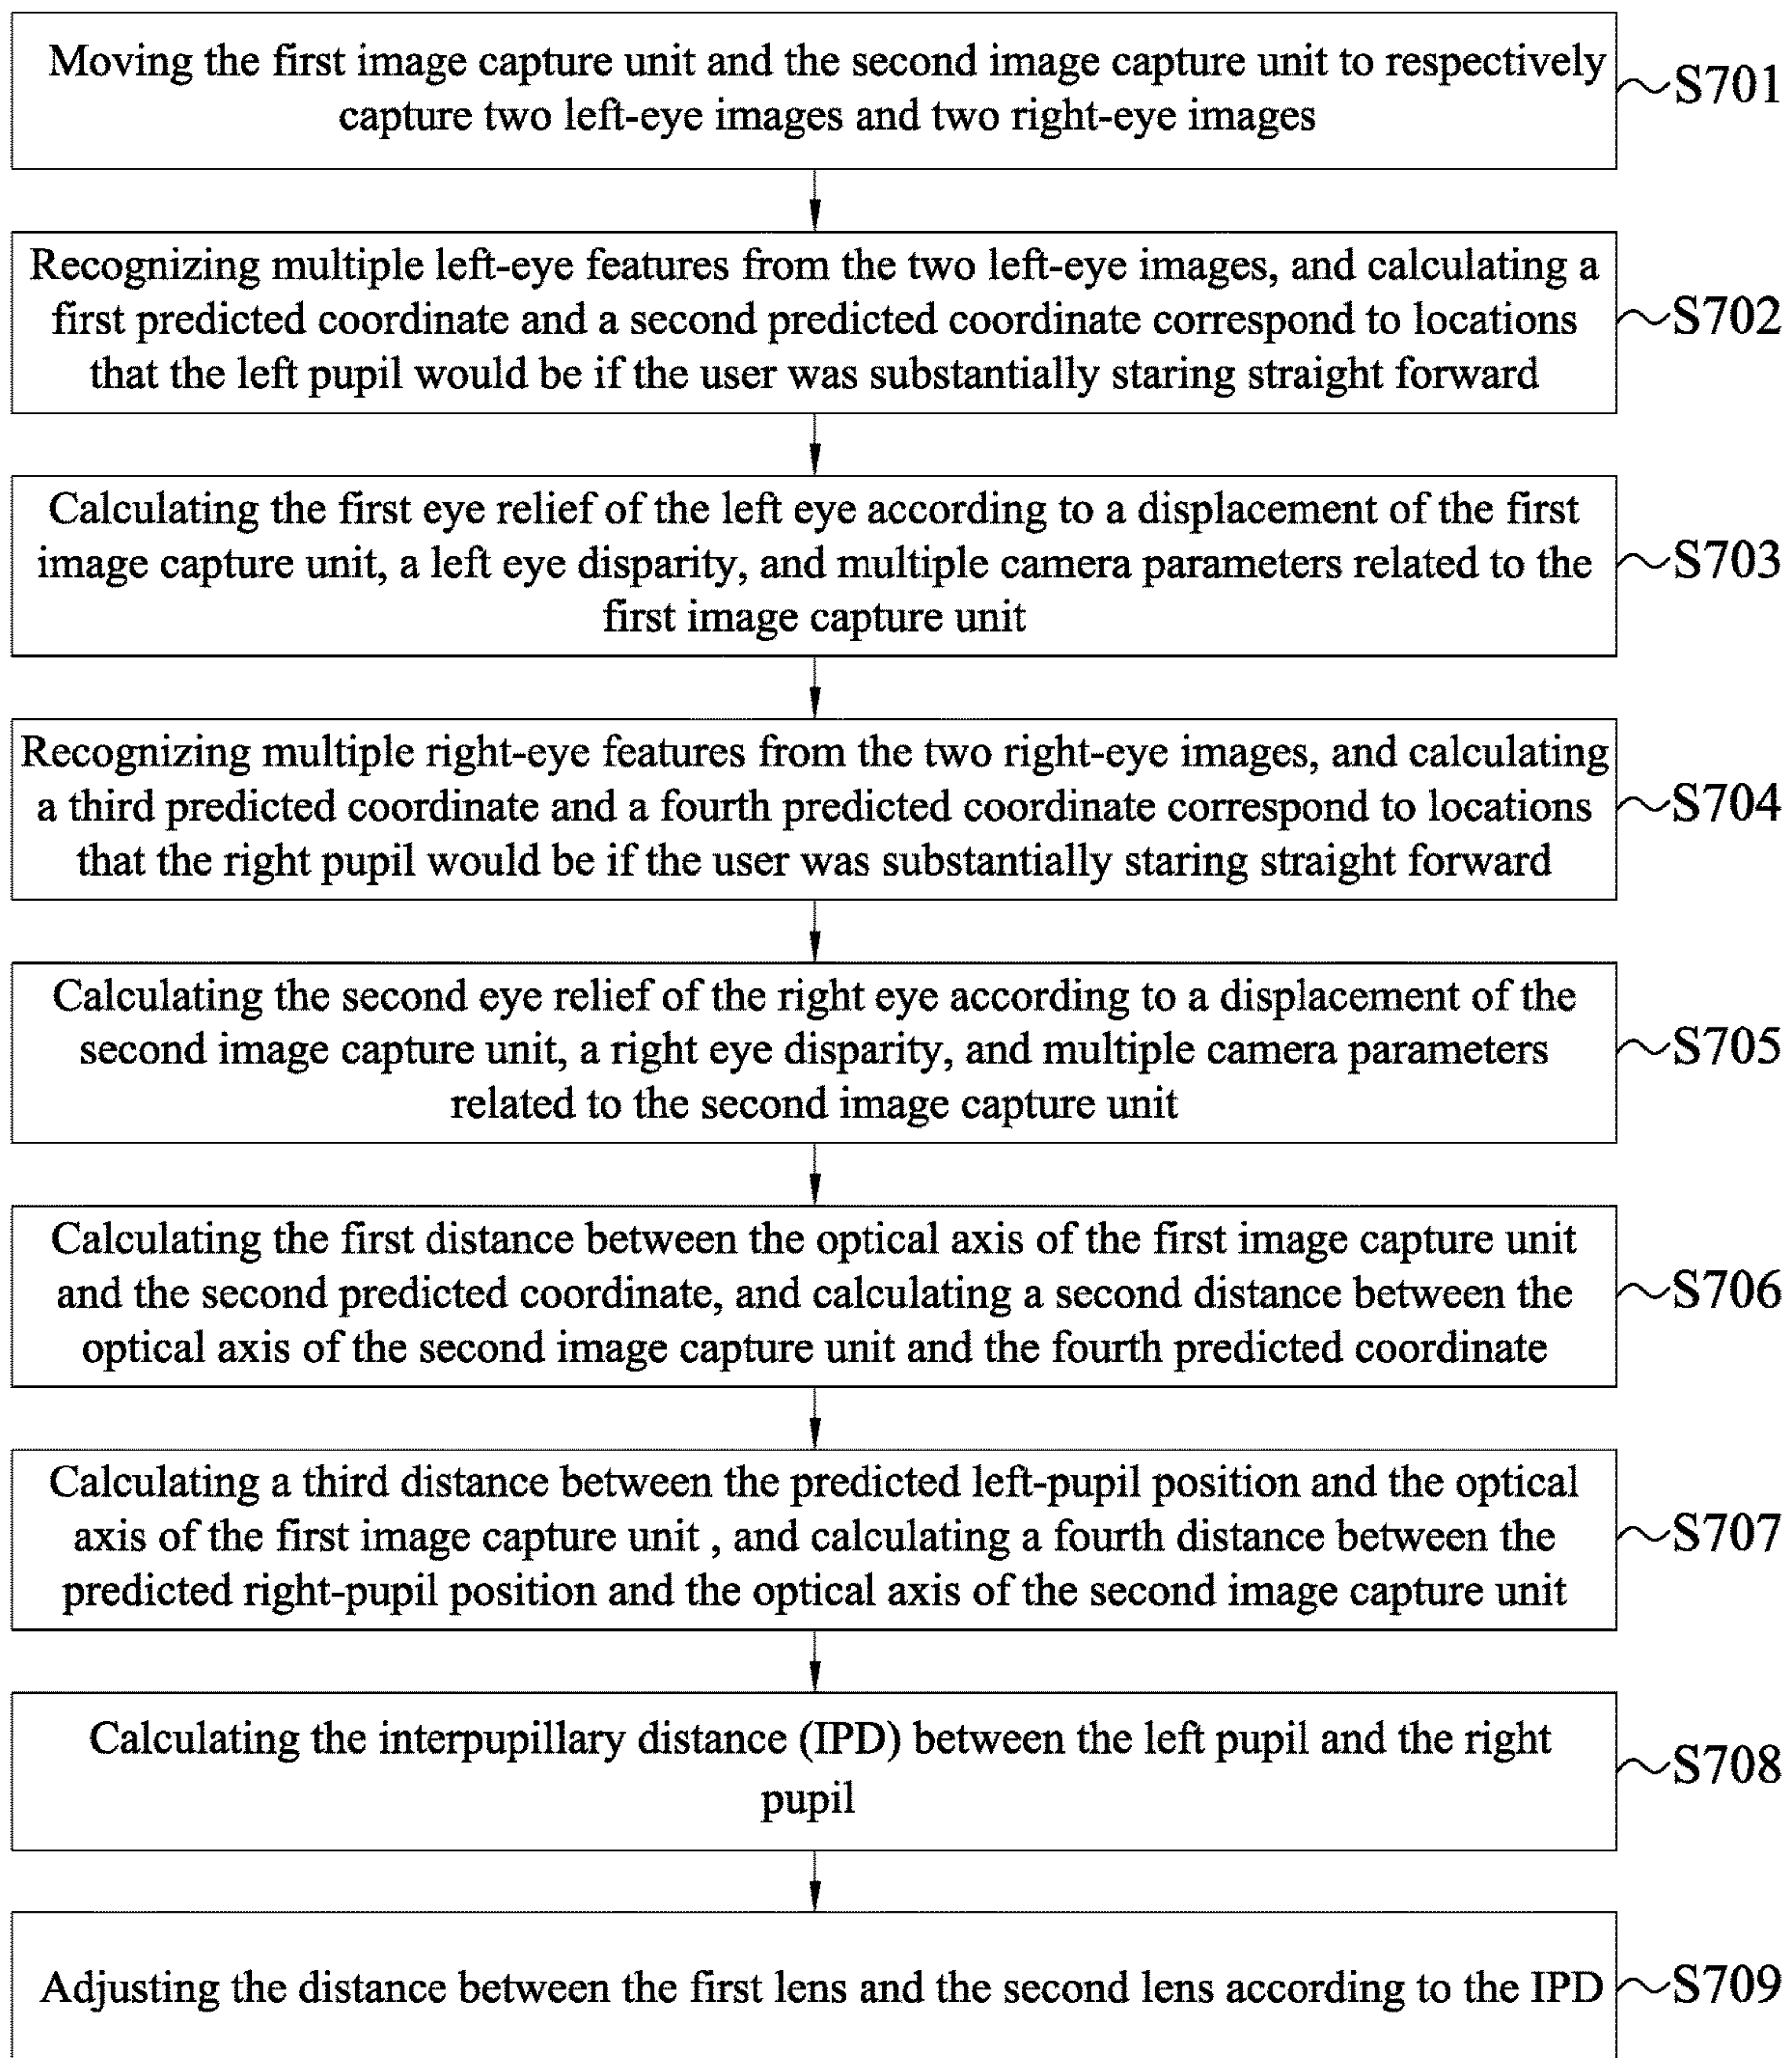 Moving the first image capture unit and the second image capture unit to respectively
capture two left-eye images and two right-eye images
S701
Recognizing multiple left-eye features from the two left-eye images, and calculating a
first predicted coordinate and a second predicted coordinate correspond to locations
that the left pupil would be if the user was substantially staring straight forward
S702
Calculating the first eye relief of the left eye according to a displacement of the first
image capture unit, a left eye disparity, and multiple camera parameters related to the
first image capture unit
S703
Recognizing multiple right-eye features from the two right-eye images, and calculating
a third predicted coordinate and a fourth predicted coordinate correspond to locations
that the right pupil would be if the user was substantially staring straight forward
S704
Calculating the second eye relief of the right eye according to a displacement of the
second image capture unit, a right eye disparity, and multiple camera parameters
related to the second image capture unit
S705
Calculating the first distance between the optical axis of the first image capture unit
and the second predicted coordinate, and calculating a second distance between the
optical axis of the second image capture unit and the fourth predicted coordinate
S706
Calculating a third distance between the predicted left-pupil position and the optical
axis of the first image capture unit , and calculating a fourth distance between the
predicted right-pupil position and the optical axis of the second image capture unit
S707
Calculating the interpupillary distance (IPD) between the left pupil and the right
pupil
S708
Adjusting the distance between the first lens and the second lens according to the IPD
S709